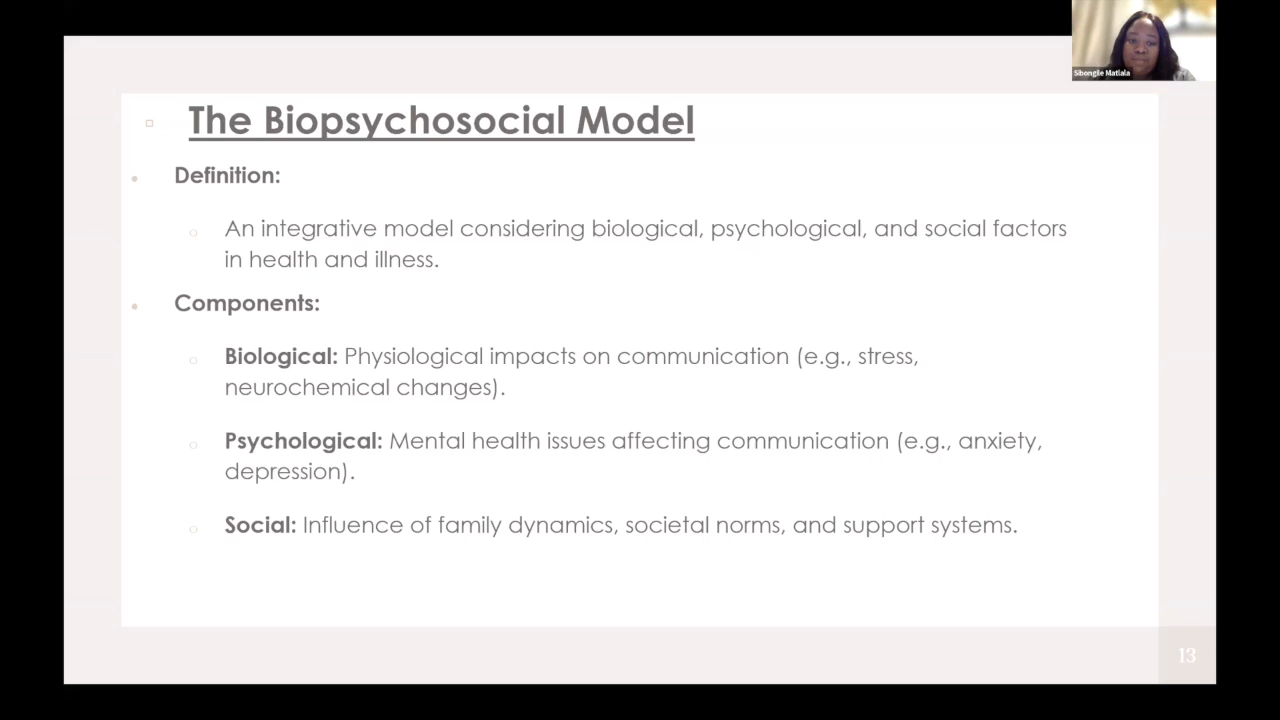 Sibongile Matlala
The Biopsychosocial Model
Definition:
An integrative model considering biological, psychological, and social factors
in health and illness.
Components:
Biological: Physiological impacts on communication (e.g., stress,
neurochemical changes).
Psychological: Mental health issues affecting communication (e.g., anxiety,
depression).
Social: Influence of family dynamics, societal norms, and support systems.
13